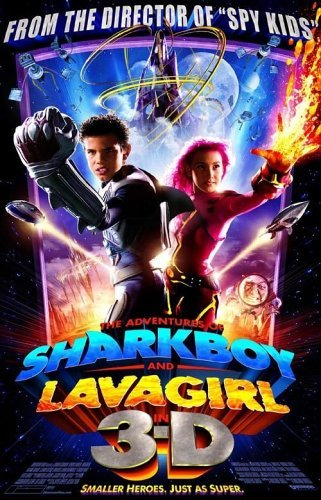 FROM THE DIRECTOR OF "SPY KIDS"
THE ADVENTURES OF
SHARKBOY
AND
LAVAGIRL
IN
3-D
SMALLER HEROES. JUST AS SUPER.